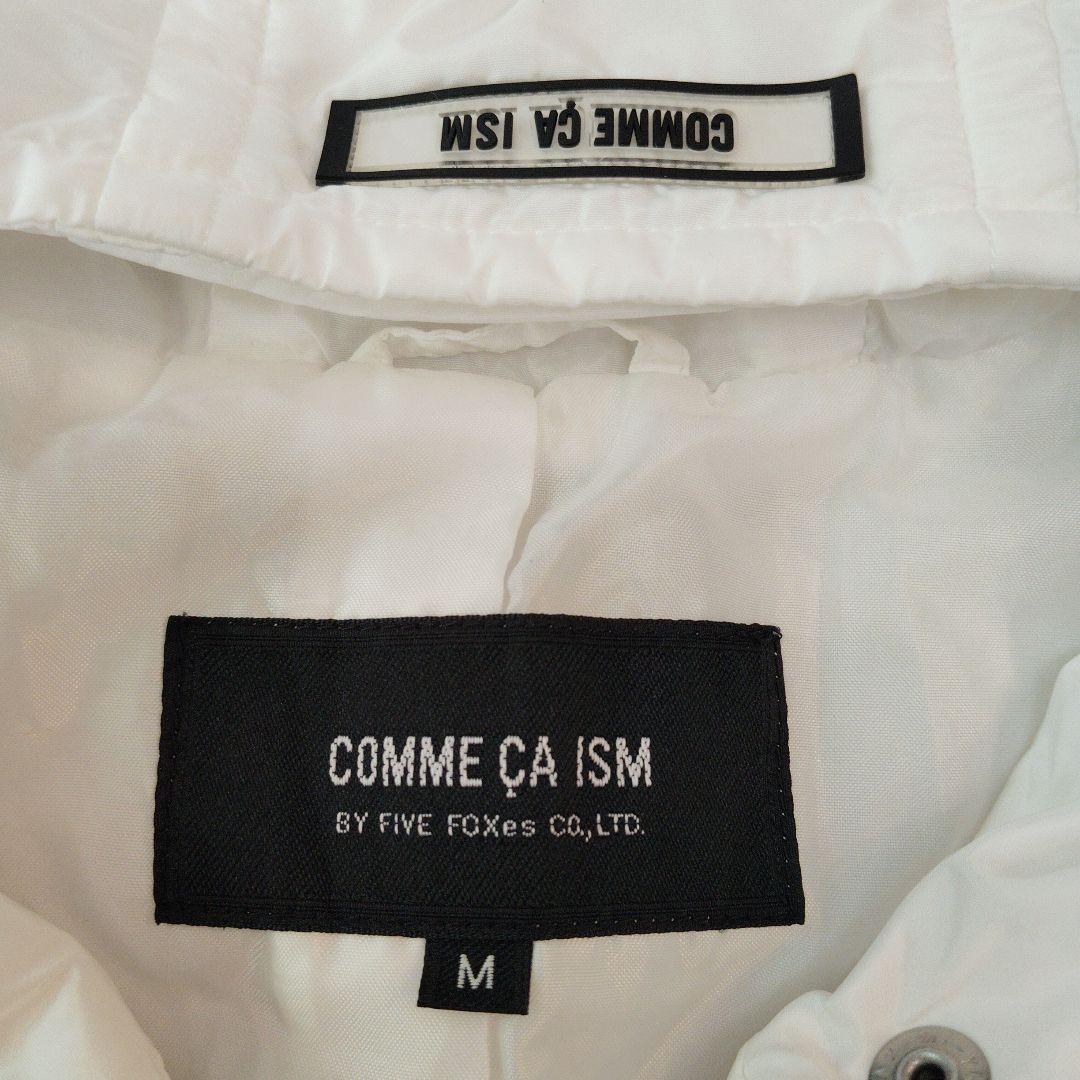 COMME ÇA ISM
COMME ÇA ISM
BY FIVE FOXes CO.,LTD.
M